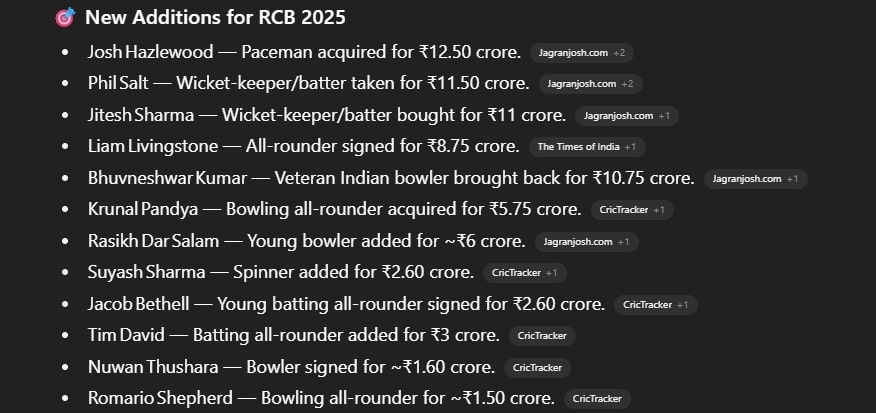 🎯 New Additions for RCB 2025
• Josh Hazlewood — Paceman acquired for ₹12.50 crore. Jagranjosh.com +2
• Phil Salt — Wicket-keeper/batter taken for ₹11.50 crore. Jagranjosh.com +2
• Jitesh Sharma — Wicket-keeper/batter bought for ₹11 crore. Jagranjosh.com +1
• Liam Livingstone — All-rounder signed for ₹8.75 crore. The Times of India +1
• Bhuvneshwar Kumar — Veteran Indian bowler brought back for ₹10.75 crore. Jagranjosh.com +1
• Krunal Pandya — Bowling all-rounder acquired for ₹5.75 crore. CricTracker +1
• Rasikh Dar Salam — Young bowler added for ~₹6 crore. Jagranjosh.com +1
• Suyash Sharma — Spinner added for ₹2.60 crore. CricTracker +1
• Jacob Bethell — Young batting all-rounder signed for ₹2.60 crore. CricTracker +1
• Tim David — Batting all-rounder added for ₹3 crore. CricTracker
• Nuwan Thushara — Bowler signed for ~₹1.60 crore. CricTracker
• Romario Shepherd — Bowling all-rounder for ~₹1.50 crore. CricTracker